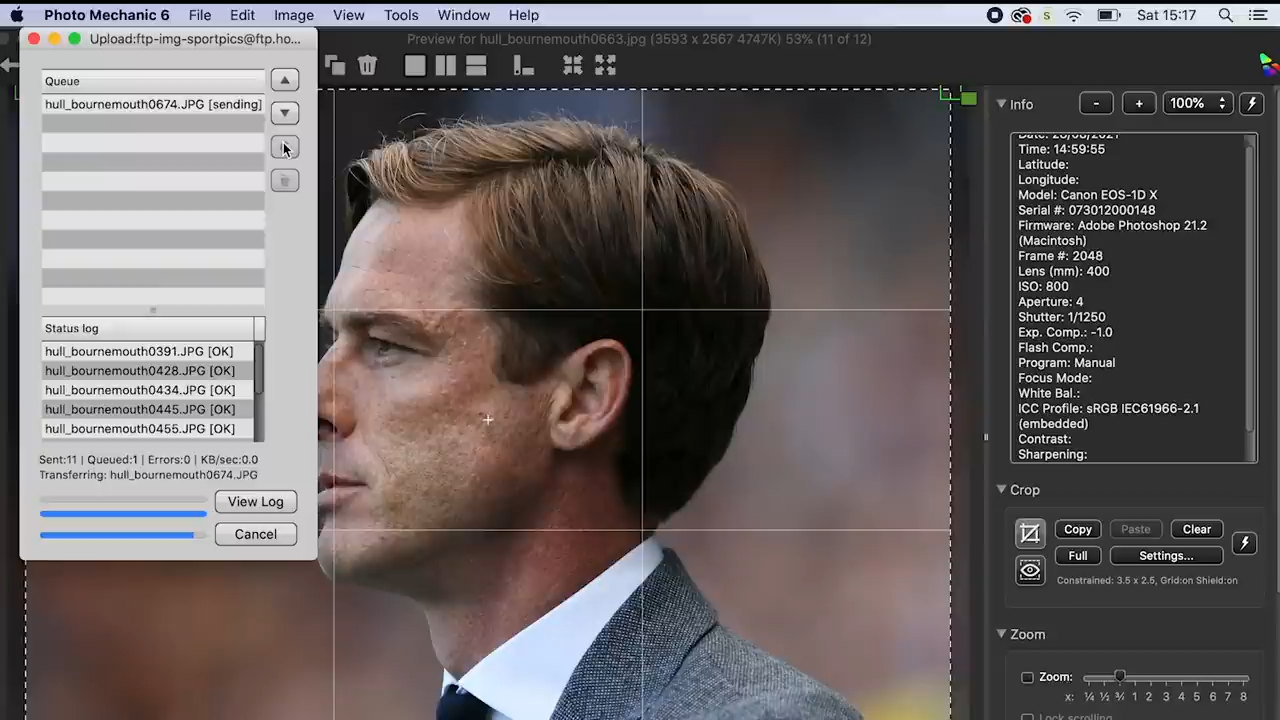 Photo Mechanic 6 File Edit Image View Tools Window Help S Sat 15:17
Upload:ftp-img-sportpics@ftp.ho...
Preview for hull_bournemouth0663.jpg (3593 x 2567 4747K) 53% (11 of 12)
Queue
hull_bournemouth0674.JPG [sending]
Status log
hull_bournemouth0391.JPG [OK]
hull_bournemouth0428.JPG [OK]
hull_bournemouth0434.JPG [OK]
hull_bournemouth0445.JPG [OK]
hull_bournemouth0455.JPG [OK]
Sent:11 | Queued:1 | Errors:0 | KB/sec:0.0
Transferring: hull_bournemouth0674.JPG
View Log
Cancel
Info - + 100%
Time: 14:59:55
Latitude:
Longitude:
Model: Canon EOS-1D X
Serial #: 073012000148
Firmware: Adobe Photoshop 21.2
(Macintosh)
Frame #: 2048
Lens (mm): 400
ISO: 800
Aperture: 4
Shutter: 1/1250
Exp. Comp.: -1.0
Flash Comp.:
Program: Manual
Focus Mode:
White Bal.:
ICC Profile: sRGB IEC61966-2.1
(embedded)
Contrast:
Sharpening:
Crop
Copy Paste Clear
Full Settings...
Constrained: 3.5 x 2.5, Grid:on Shield:on
Zoom
Zoom:
x: ¼ ½ ¾ 1 2 3 4 5 6 7 8
Lock scrolling